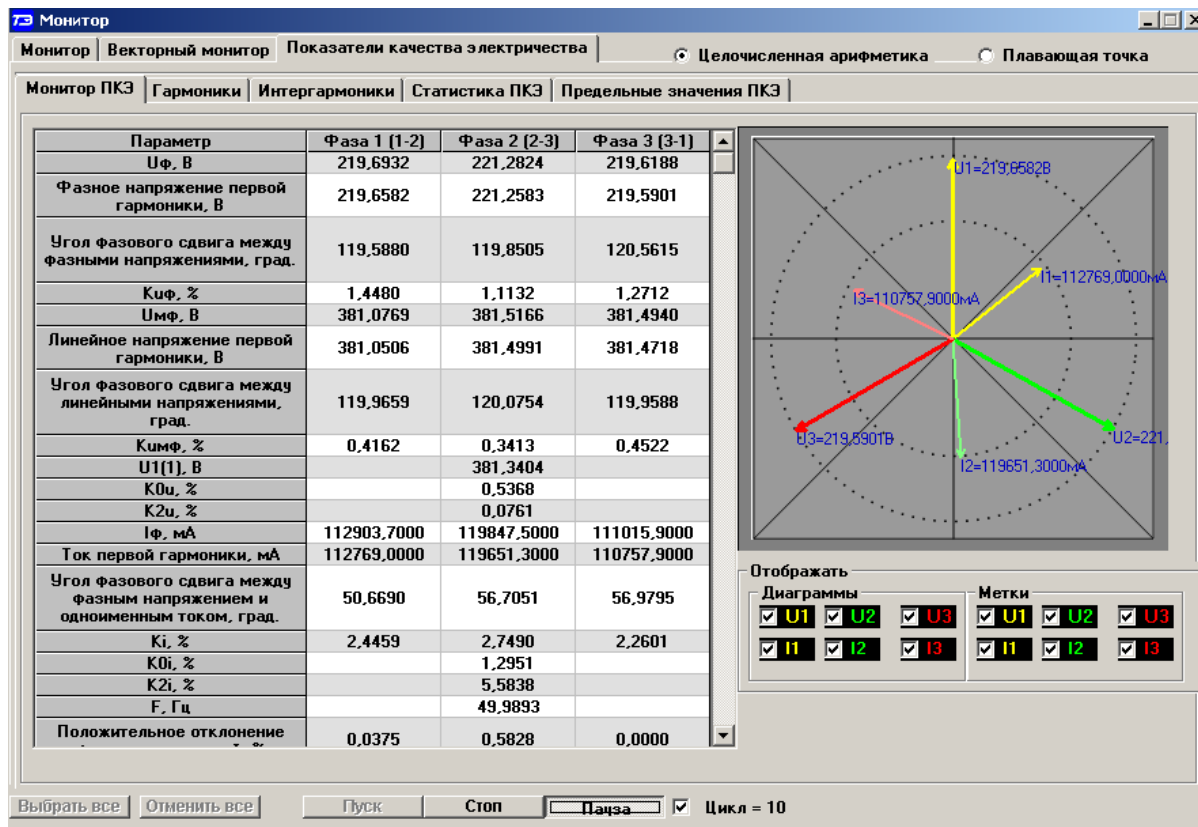 ТЭ Монитор
Монитор Векторный монитор Показатели качества электричества Целочисленная арифметика Плавающая точка
Монитор ПКЭ Гармоники Интергармоники Статистика ПКЭ Предельные значения ПКЭ
Параметр Фаза 1 (1-2) Фаза 2 (2-3) Фаза 3 (3-1)
Uф, В 219,6932 221,2824 219,6188
Фазное напряжение первой
гармоники, В 219,6582 221,2583 219,5901
Угол фазового сдвига между
фазными напряжениями, град. 119,5880 119,8505 120,5615
Kuф, % 1,4480 1,1132 1,2712
Uмф, В 381,0769 381,5166 381,4940
Линейное напряжение первой
гармоники, В 381,0506 381,4991 381,4718
Угол фазового сдвига между
линейными напряжениями,
град. 119,9659 120,0754 119,9588
Kuмф, % 0,4162 0,3413 0,4522
U1(1), В 381,3404
K0u, % 0,5368
K2u, % 0,0761
Iф, мА 112903,7000 119847,5000 111015,9000
Ток первой гармоники, мА 112769,0000 119651,3000 110757,9000
Угол фазового сдвига между
фазным напряжением и
одноименным током, град. 50,6690 56,7051 56,9795
Ki, % 2,4459 2,7490 2,2601
K0i, % 1,2951
K2i, % 5,5838
F, Гц 49,9893
Положительное отклонение
0,0375 0,5828 0,0000
U1=219,6582В
I1=112769,0000мА
I3=110757,9000мА
U3=219,5901В
U2=221,
I2=119651,3000мА
Отображать
Диаграммы Метки
U1 U2 U3 U1 U2 U3
I1 I2 I3 I1 I2 I3
Выбрать все Отменить все Пуск Стоп Пауза Цикл = 10